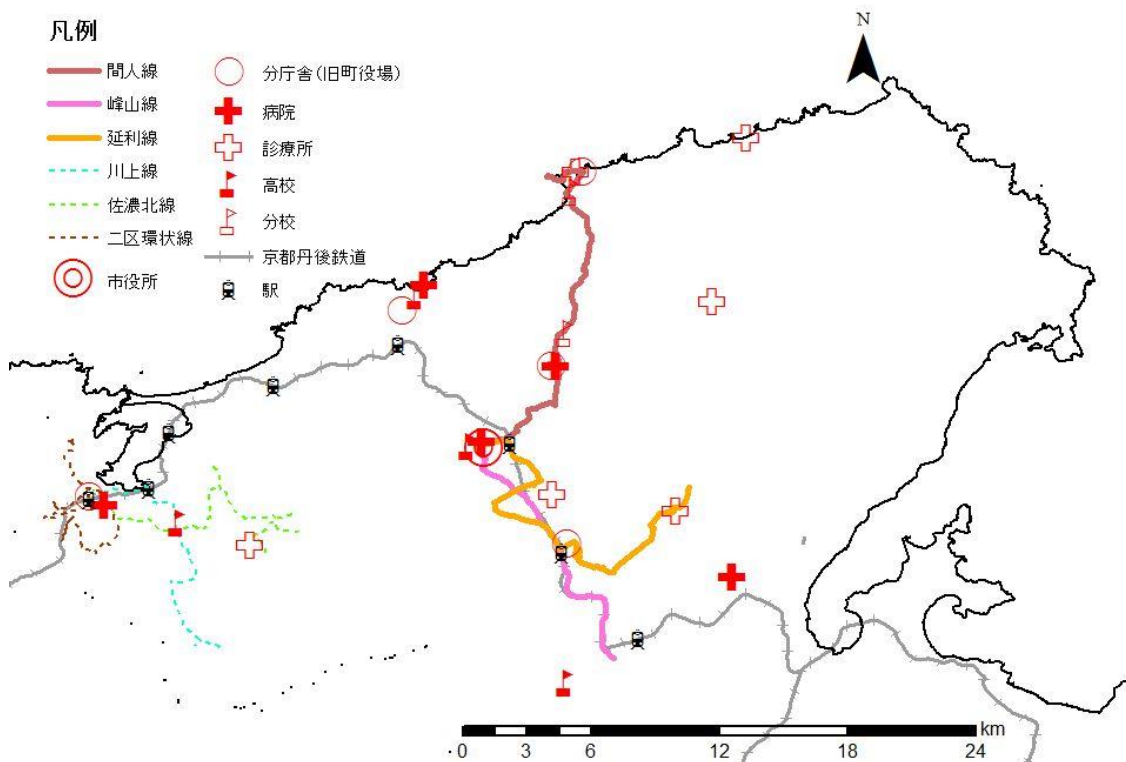 凡例
間人線
峰山線
延利線
川上線
佐濃北線
二区環状線
市役所
分庁舎(旧町役場)
病院
診療所
高校
分校
京都丹後鉄道
駅
N
km
0 3 6 12 18 24